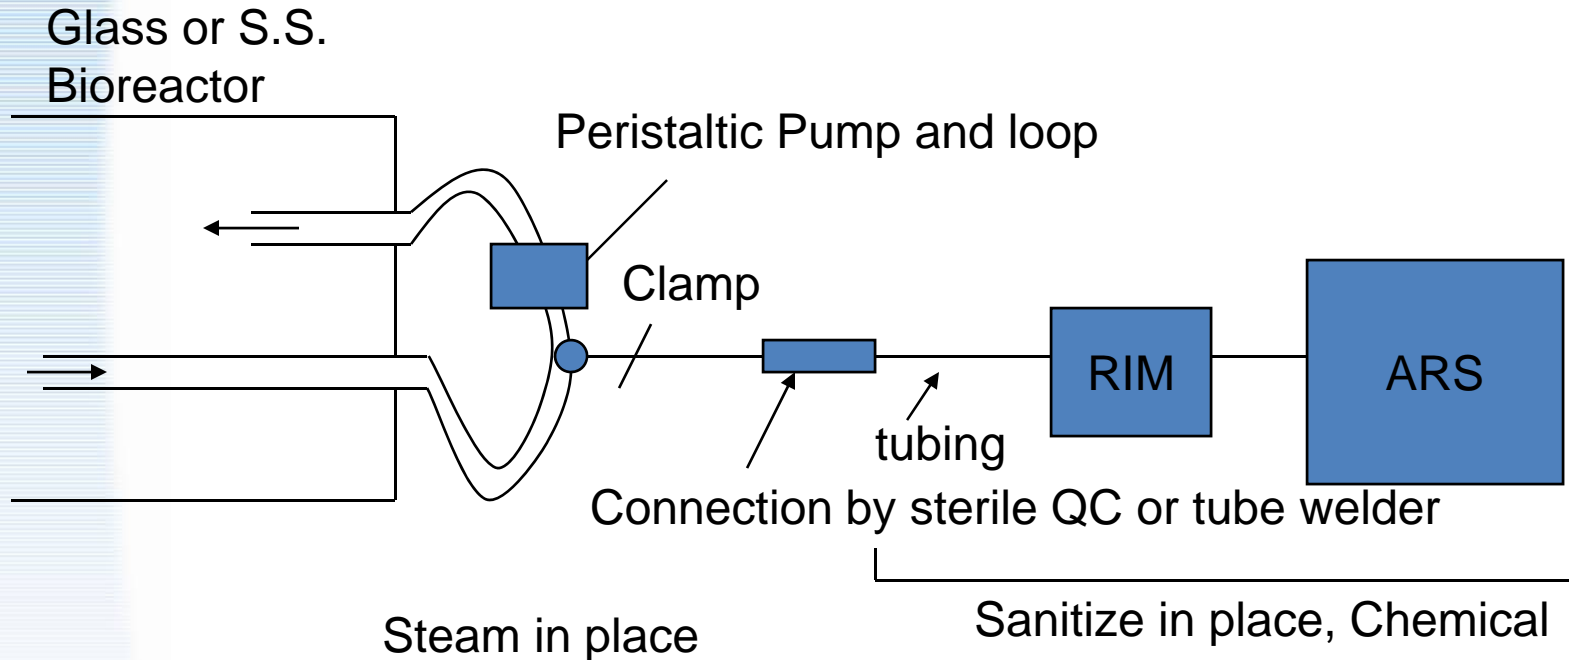 Glass or S.S.
Bioreactor
Peristaltic Pump and loop
Clamp
RIM
ARS
tubing
Connection by sterile QC or tube welder
Sanitize in place, Chemical
Steam in place